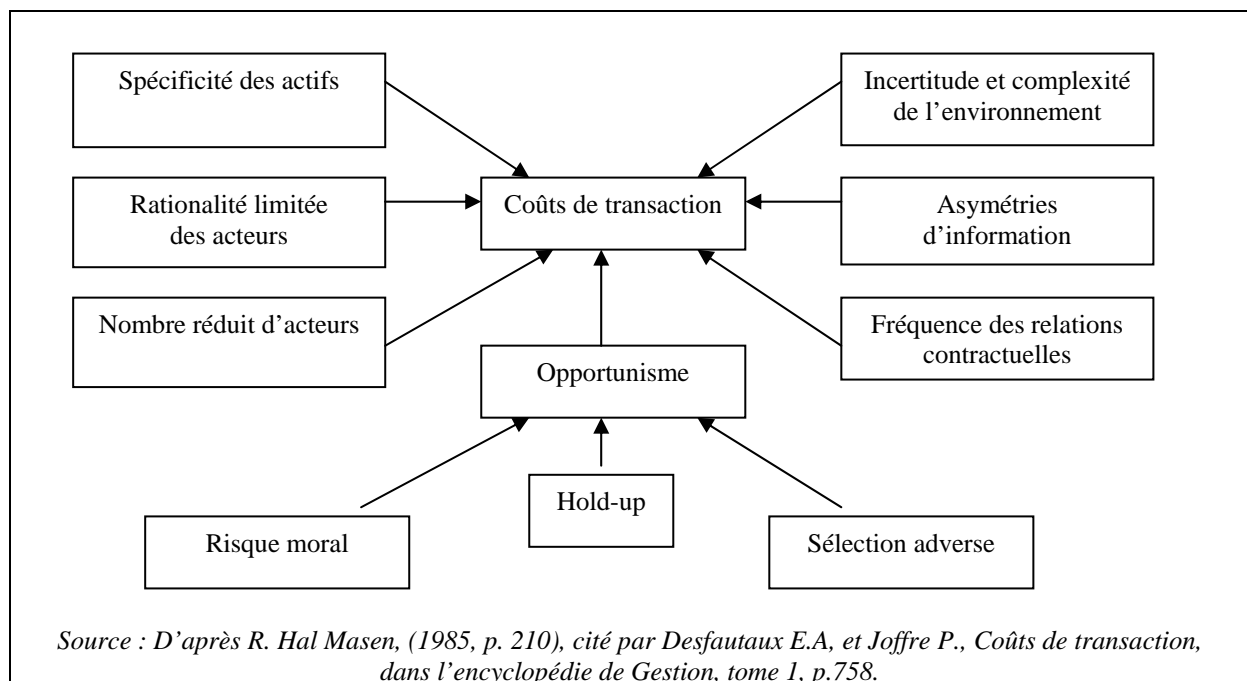 Spécificité des actifs
Incertitude et complexité
de l’environnement
Rationalité limitée
des acteurs
Coûts de transaction
Asymétries
d’information
Nombre réduit d’acteurs
Fréquence des relations
contractuelles
Opportunisme
Hold-up
Risque moral
Sélection adverse
Source : D’après R. Hal Masen, (1985, p. 210), cité par Desfautaux E.A, et Joffre P., Coûts de transaction,
dans l’encyclopédie de Gestion, tome 1, p.758.